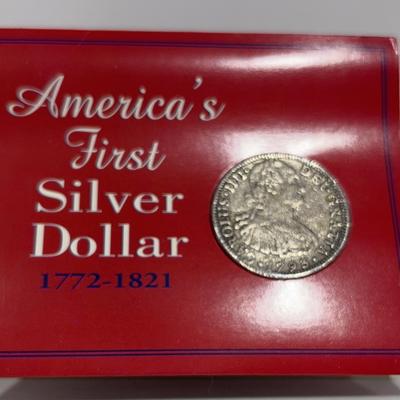 America's
First
Silver
Dollar
1772-1821